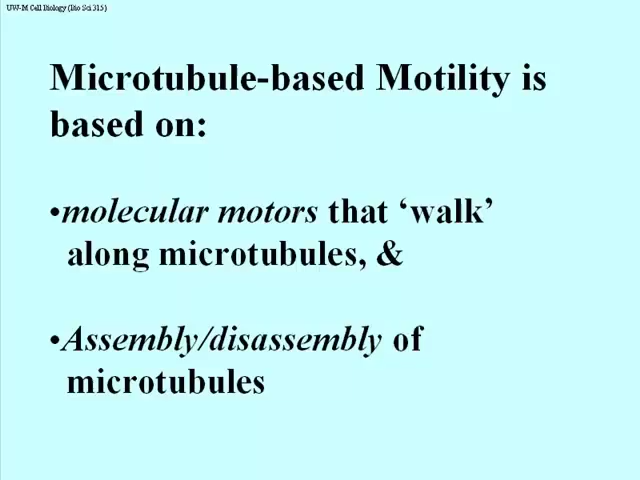 UW-M Cell Biology (Bio Sci 315)
Microtubule-based Motility is
based on:
•molecular motors that ‘walk’
along microtubules, &
•Assembly/disassembly of
microtubules